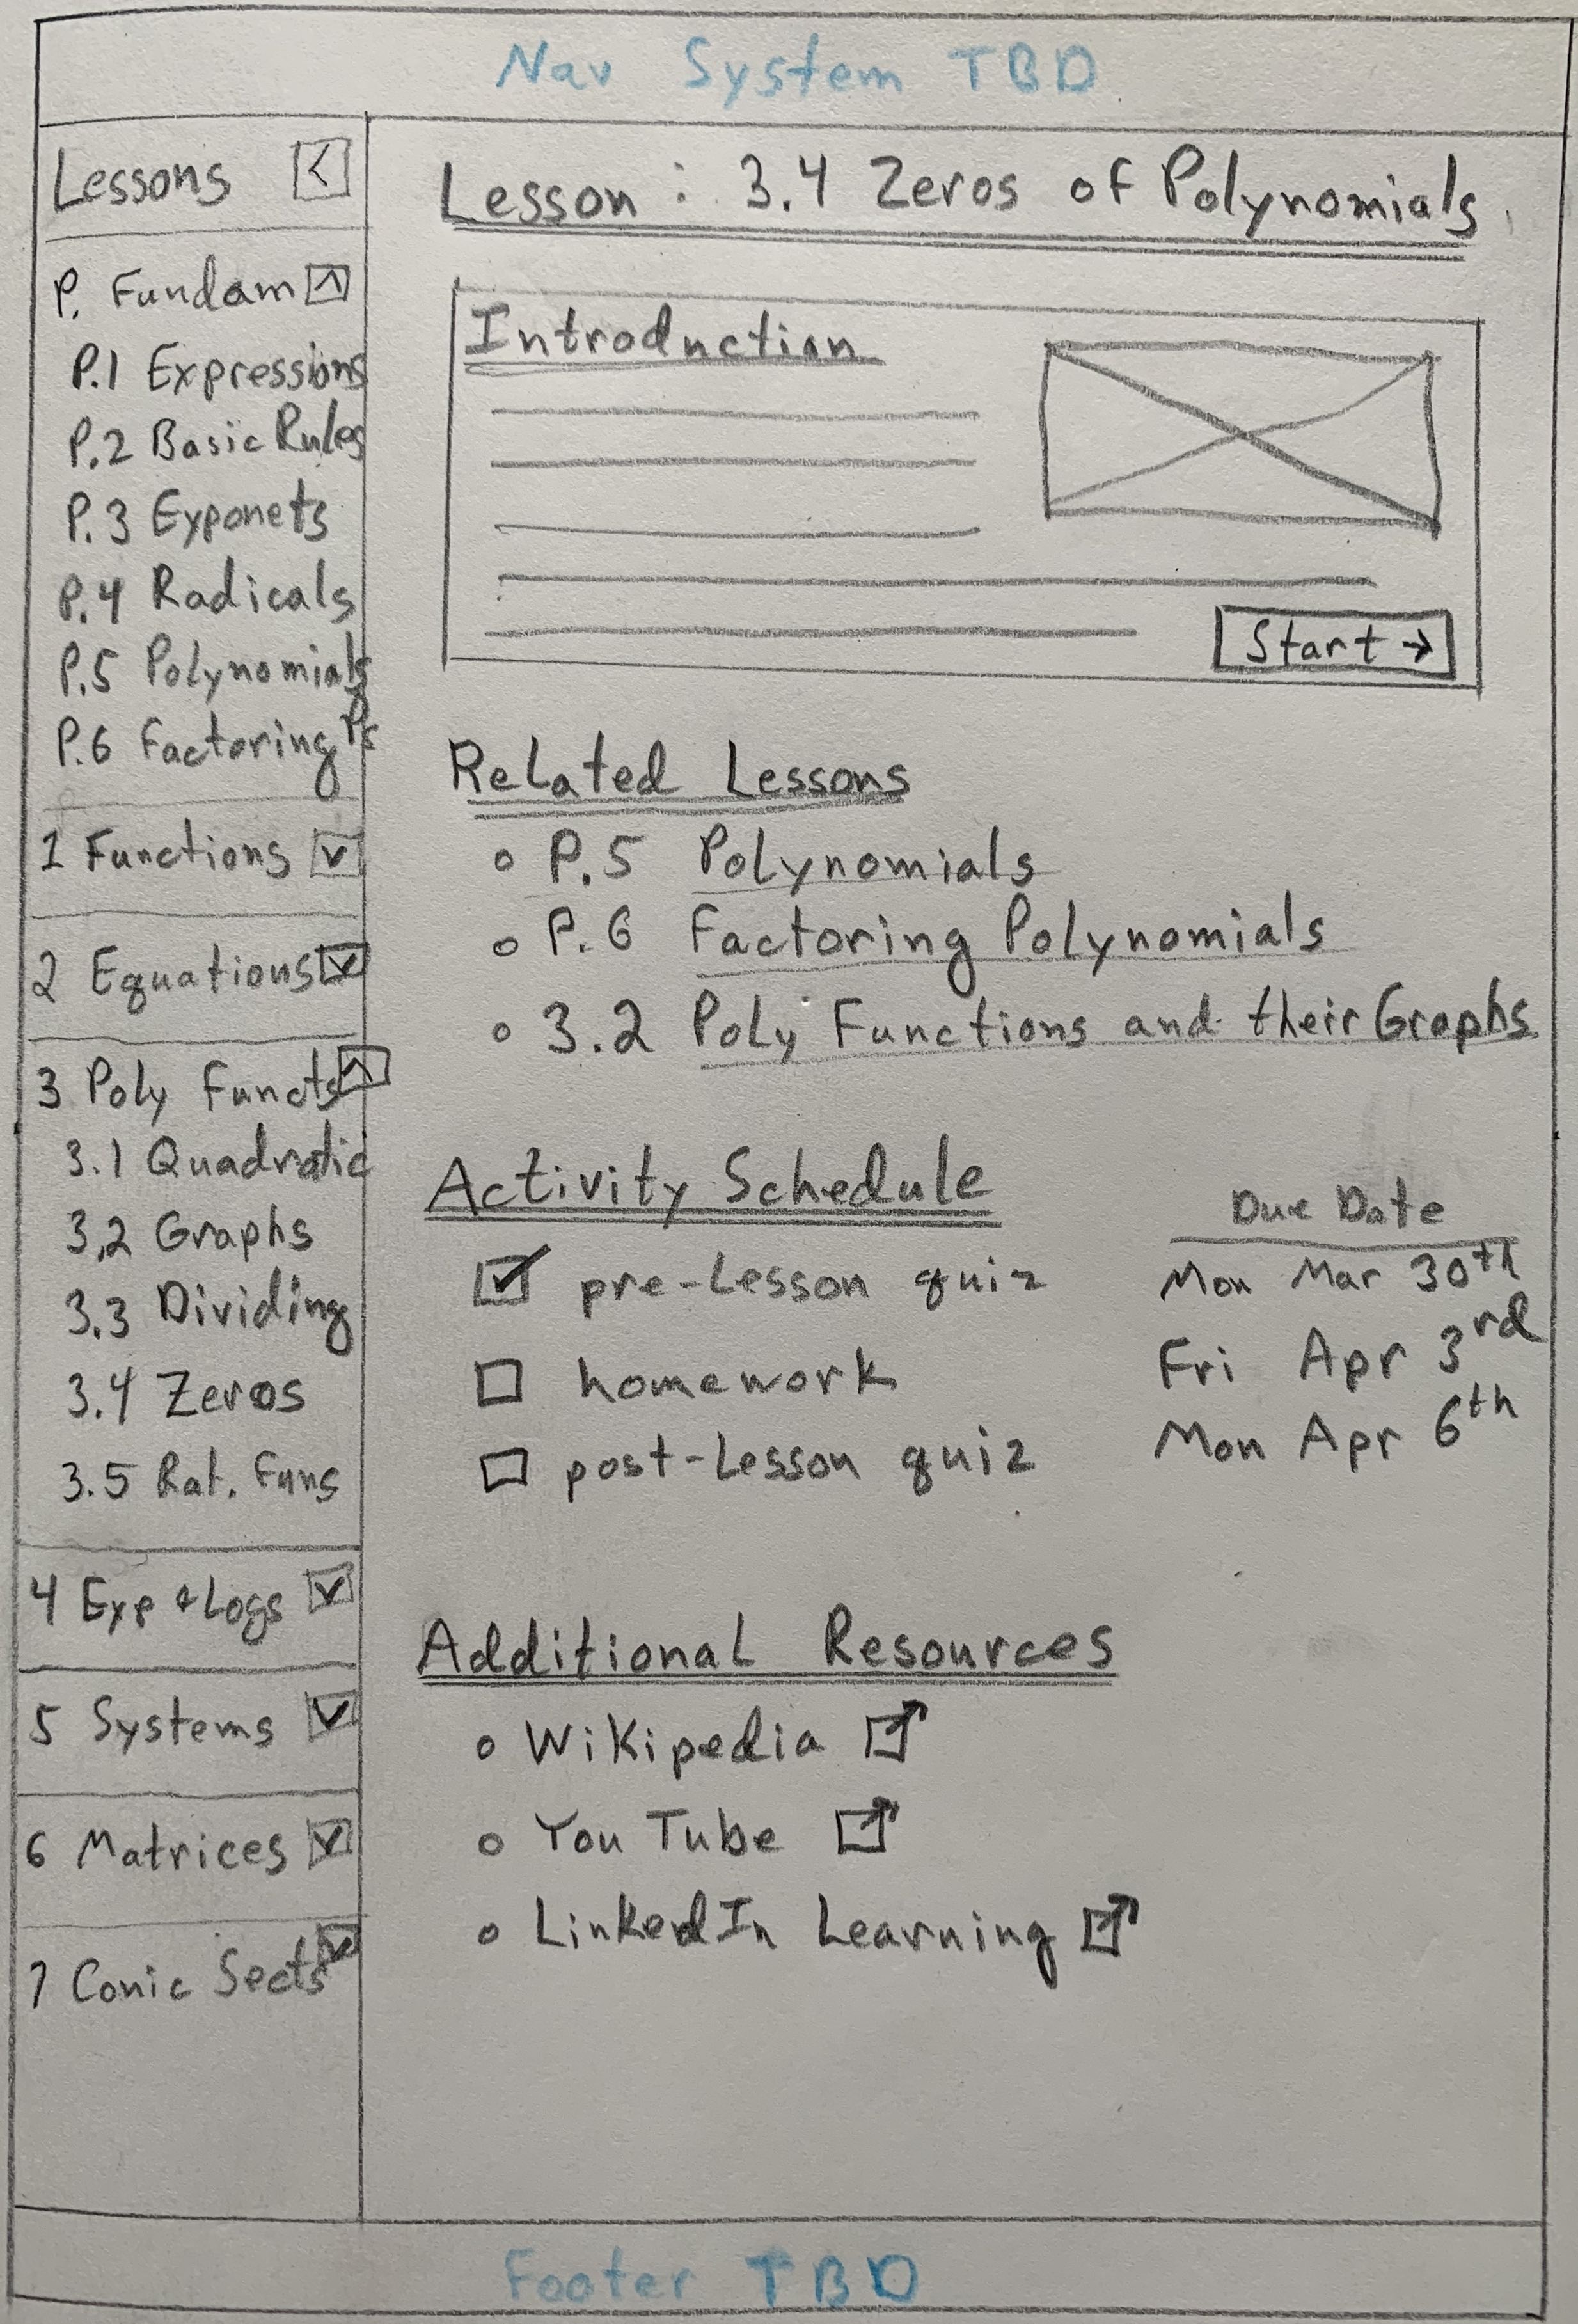 Nav System TBD
Lessons <
P. Fundam ^
P.1 Expressions
P.2 Basic Rules
P.3 Exponets
P.4 Radicals
P.5 Polynomials
P.6 Factoring Ps
1 Functions v
2 Equations v
3 Poly Functs ^
3.1 Quadratic
3.2 Graphs
3.3 Dividing
3.4 Zeros
3.5 Rat. Funs
4 Exp + Logs v
5 Systems v
6 Matrices v
7 Conic Sects v
Lesson: 3.4 Zeros of Polynomials
Introduction
Start →
Related Lessons
P.5 Polynomials
P.6 Factoring Polynomials
3.2 Poly Functions and their Graphs
Activity Schedule Due Date
pre-Lesson quiz Mon Mar 30th
homework Fri Apr 3rd
post-Lesson quiz Mon Apr 6th
Additional Resources
Wikipedia
YouTube
LinkedIn Learning
Footer TBD